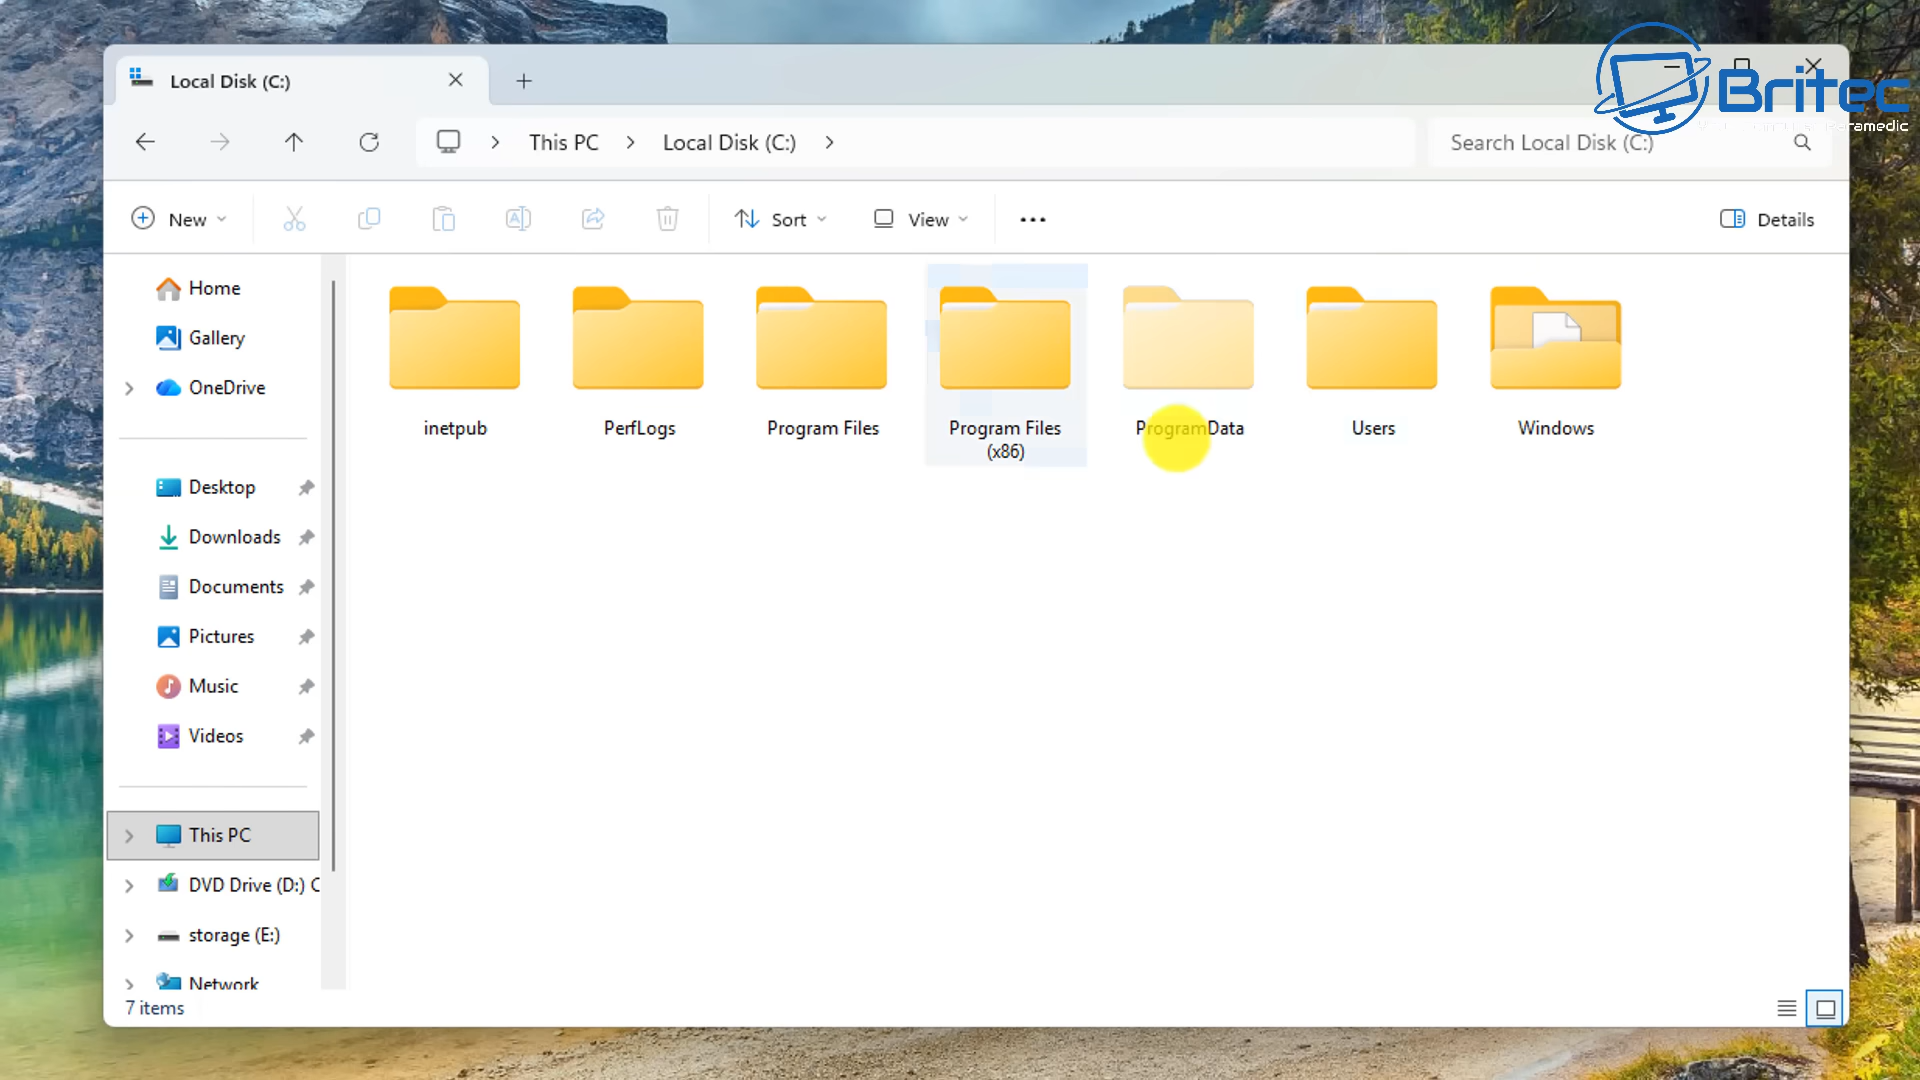 Local Disk (C:)
Britec
This PC
Local Disk (C:)
Search Local Disk (C:)
New
Sort
View
Details
Home
Gallery
OneDrive
Desktop
Downloads
Documents
Pictures
Music
Videos
This PC
DVD Drive (D:) C
storage (E:)
Network
inetpub
PerfLogs
Program Files
Program Files
(x86)
ProgramData
Users
Windows
7 items